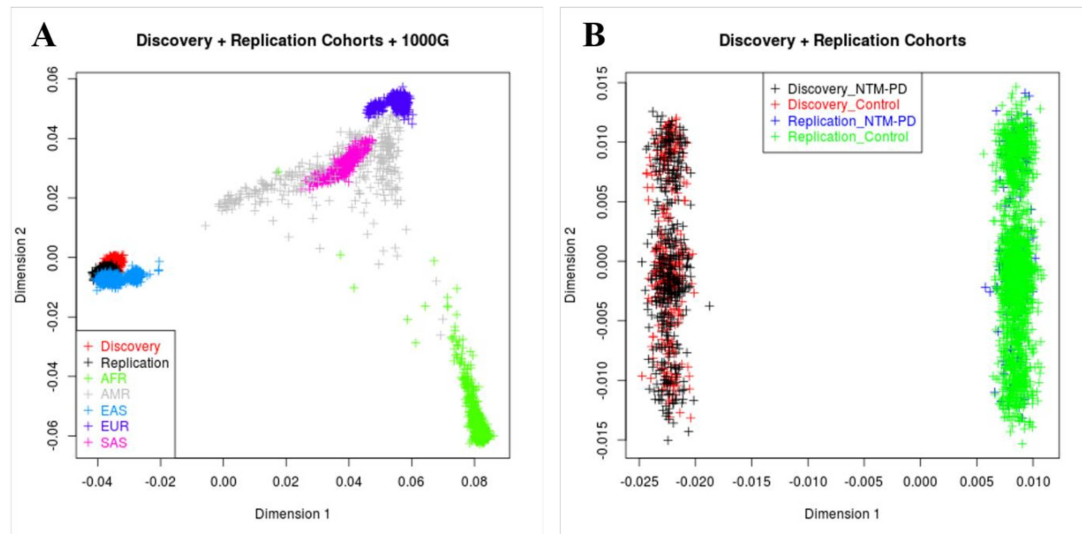 A
Discovery + Replication Cohorts + 1000G
Dimension 2
0.06
0.04
0.02
0.00
-0.02
-0.04
-0.06
Discovery
Replication
AFR
AMR
EAS
EUR
SAS
-0.04
-0.02
0.00
0.02
0.04
0.06
0.08
Dimension 1
B
Discovery + Replication Cohorts
Dimension 2
0.015
0.010
0.005
0.000
-0.005
-0.010
-0.015
Discovery_NTM-PD
Discovery_Control
Replication_NTM-PD
Replication_Control
-0.025
-0.020
-0.015
-0.010
-0.005
0.000
0.005
0.010
Dimension 1